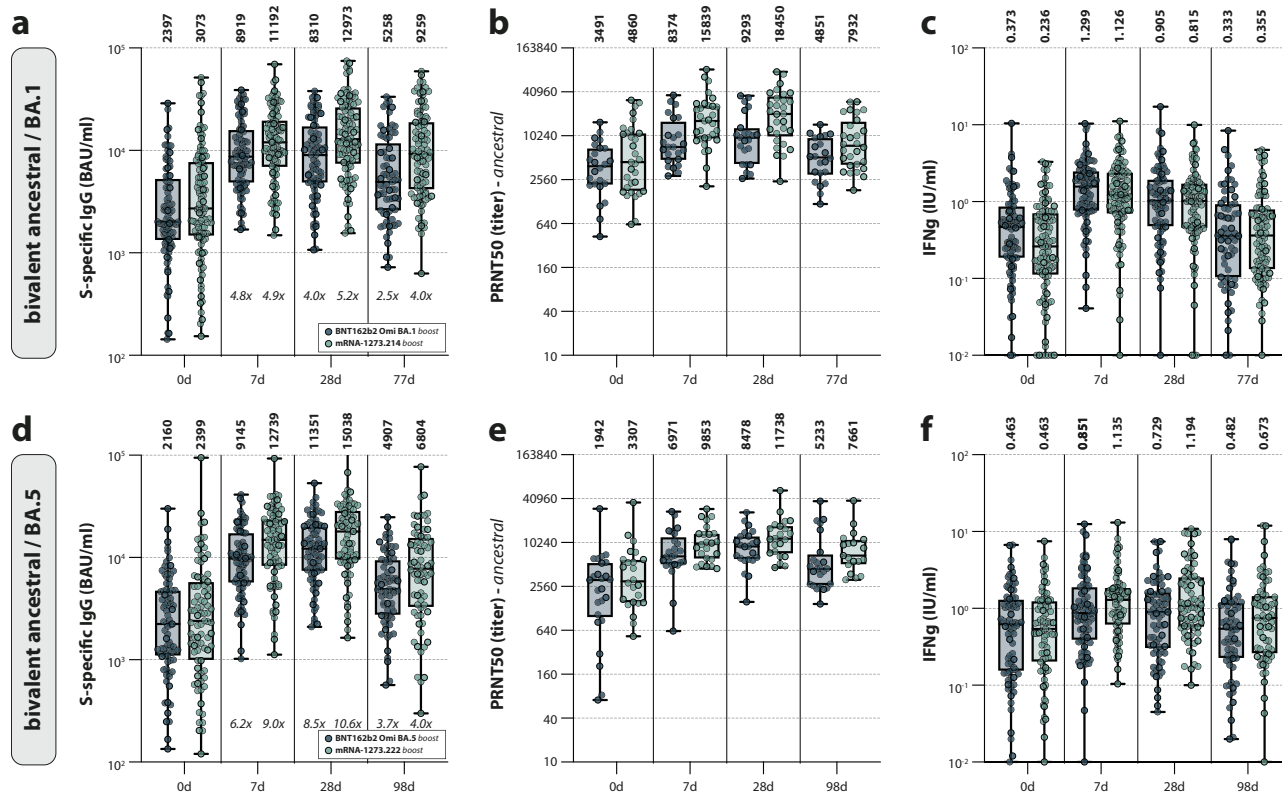 a
bivalent ancestral / BA.1
2397 3073 8919 11192 8310 12973 5258 9259
S-specific IgG (BAU/ml)
10⁵
10⁴
10³
10²
4.8x 4.9x 4.0x 5.2x 2.5x 4.0x
BNT162b2 Omi BA.1 boost
mRNA-1273.214 boost
0d 7d 28d 77d
b
3491 4860 8374 15839 9293 18450 4851 7932
PRNT50 (titer) - ancestral
163840
40960
10240
2560
640
160
40
10
0d 7d 28d 77d
c
0.373 0.236 1.299 1.126 0.905 0.815 0.333 0.355
IFNg (IU/ml)
10²
10¹
10⁰
10⁻¹
10⁻²
0d 7d 28d 77d
d
bivalent ancestral / BA.5
2160 2399 9145 12739 11351 15038 4907 6804
S-specific IgG (BAU/ml)
10⁵
10⁴
10³
10²
6.2x 9.0x 8.5x 10.6x 3.7x 4.0x
BNT162b2 Omi BA.5 boost
mRNA-1273.222 boost
0d 7d 28d 98d
e
1942 3307 6971 9853 8478 11738 5233 7661
PRNT50 (titer) - ancestral
163840
40960
10240
2560
640
160
40
10
0d 7d 28d 98d
f
0.463 0.463 0.851 1.135 0.729 1.194 0.482 0.673
IFNg (IU/ml)
10²
10¹
10⁰
10⁻¹
10⁻²
0d 7d 28d 98d